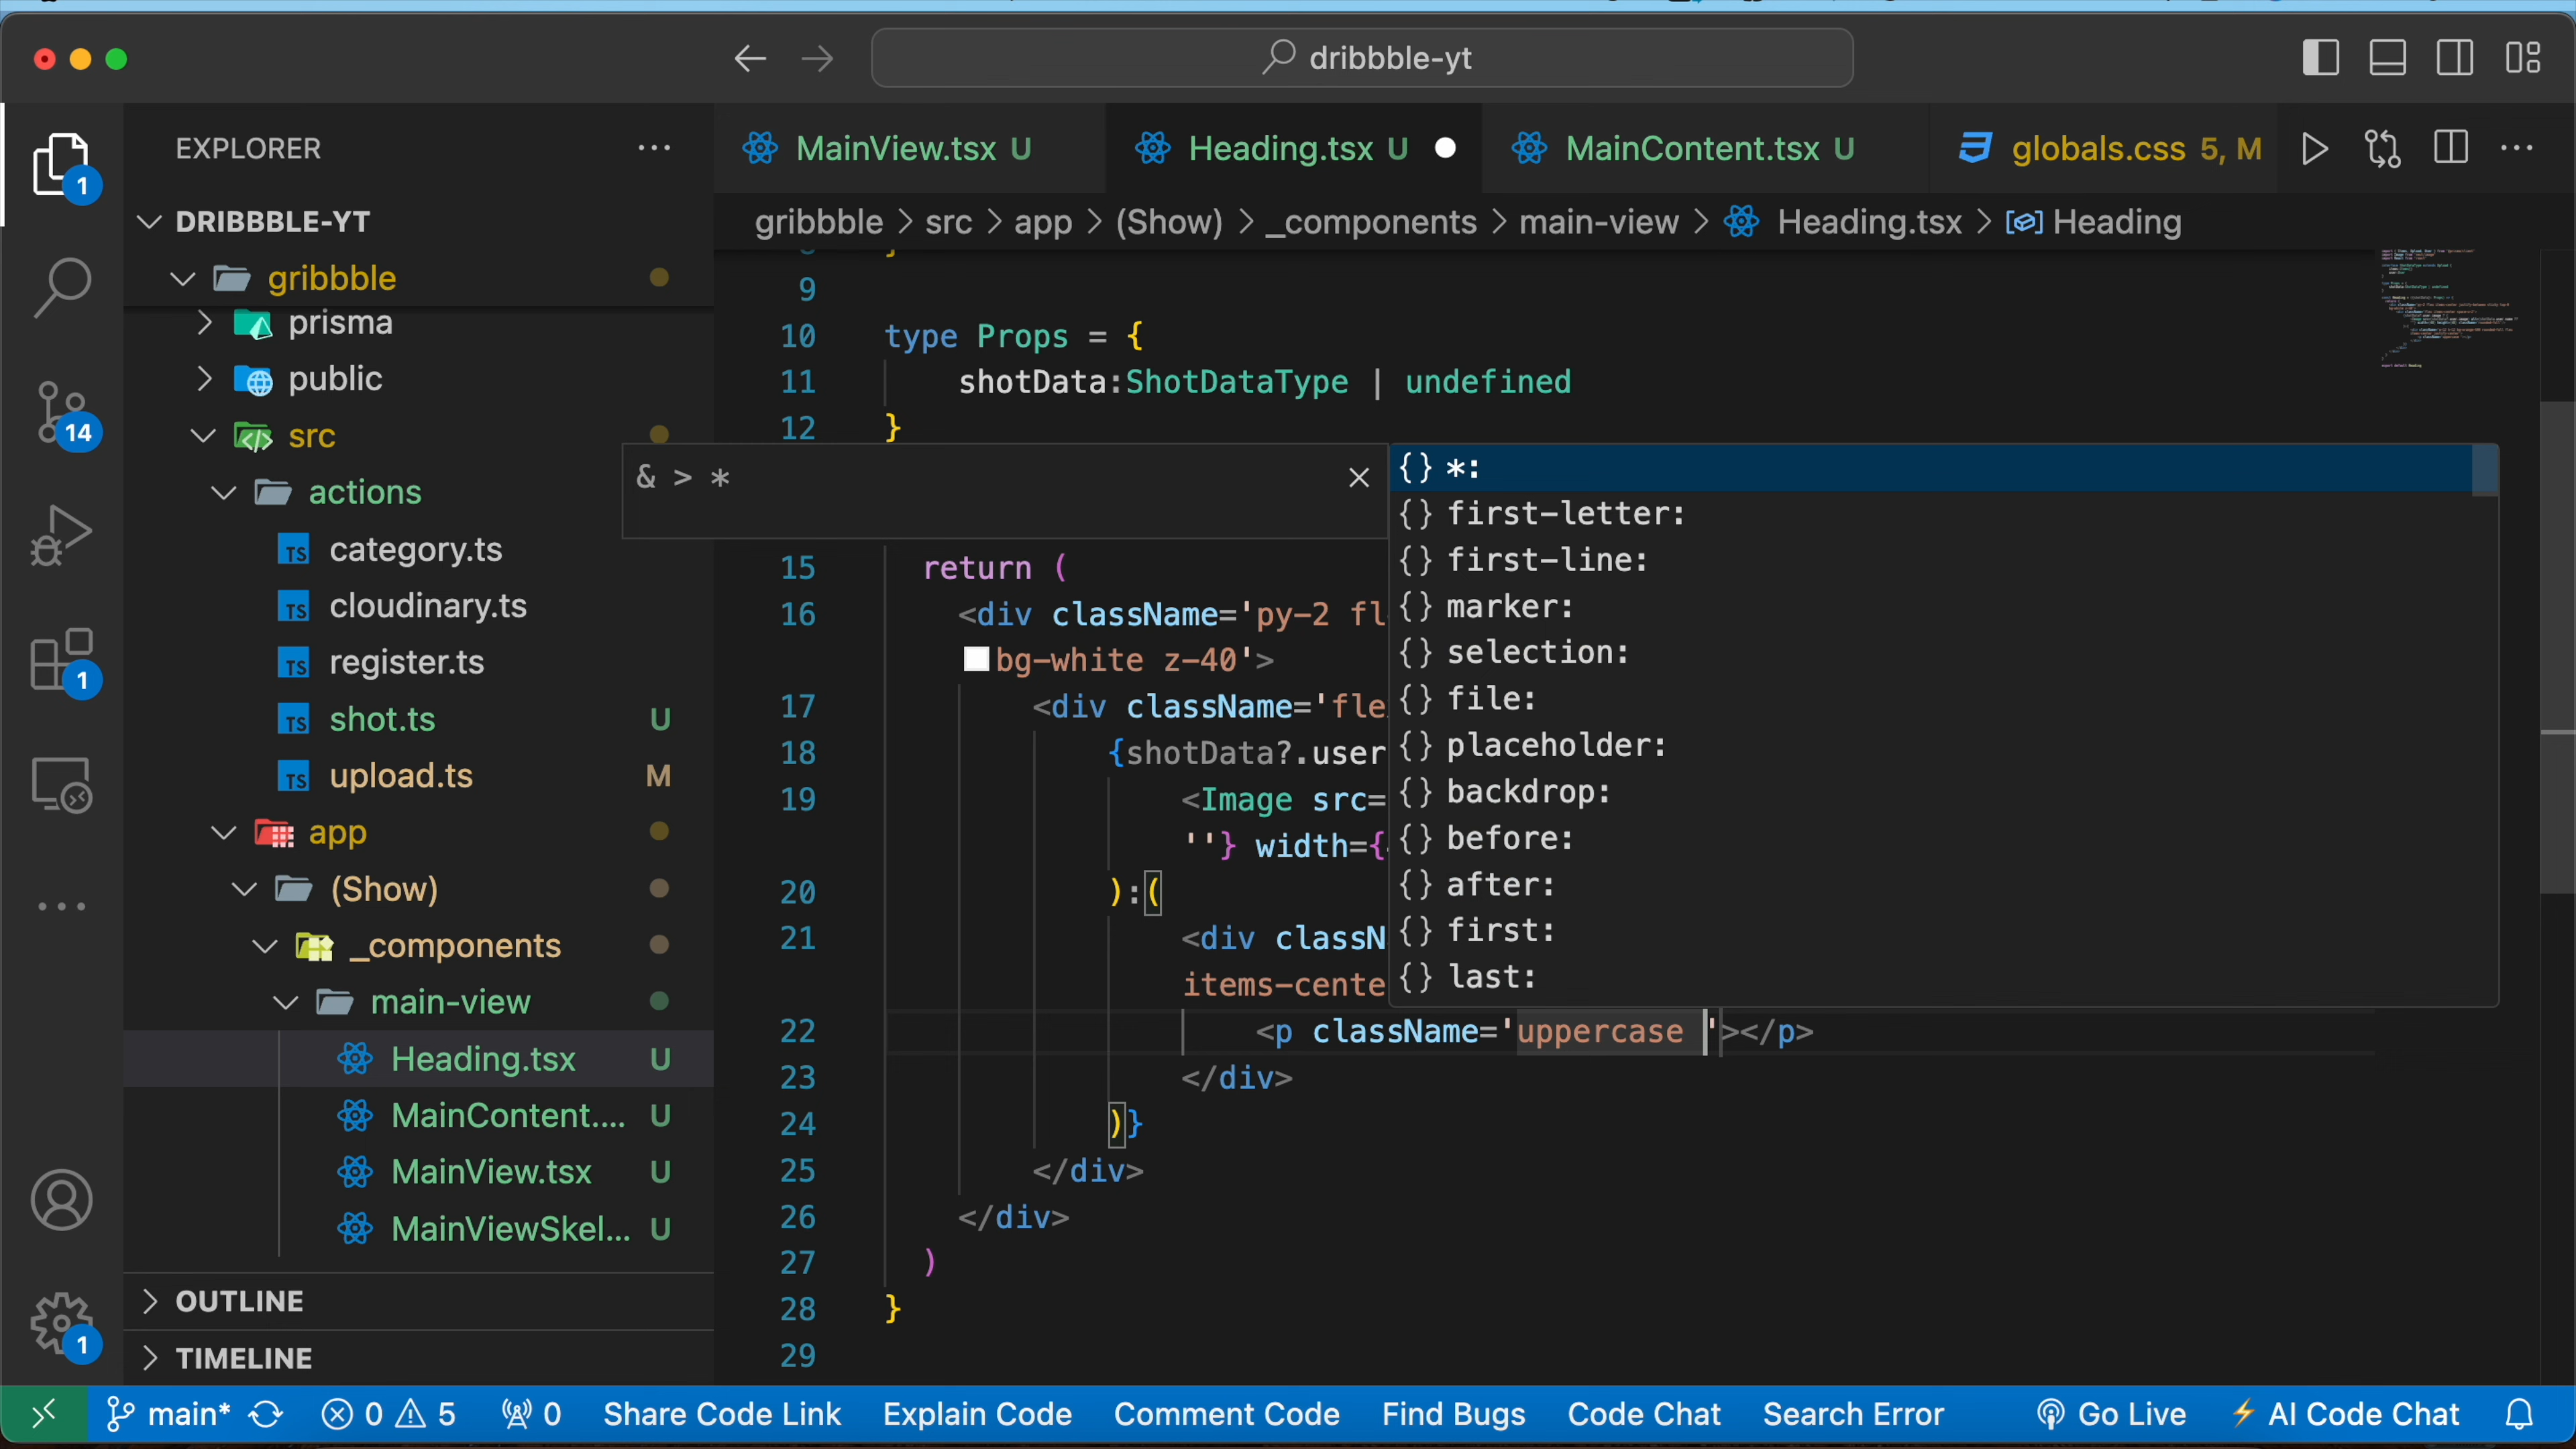 dribbble-yt
EXPLORER
MainView.tsx U
Heading.tsx U
MainContent.tsx U
globals.css 5, M
1
14
1
1
DRIBBBLE-YT
gribbble
prisma
public
src
actions
category.ts
cloudinary.ts
register.ts
shot.ts U
upload.ts M
app
(Show)
_components
main-view
Heading.tsx U
MainContent.... U
MainView.tsx U
MainViewSkel... U
OUTLINE
TIMELINE
gribbble > src > app > (Show) > _components > main-view > Heading.tsx > Heading
9
10 type Props = {
11 shotData:ShotDataType | undefined
12 }
& > *
15 return (
16 <div className='py-2 fl
bg-white z-40'>
17 <div className='fle
18 {shotData?.user
19 <Image src=
''} width={
20 ):(
21 <div classN
items-cente
22 <p className='uppercase '></p>
23 </div>
24 )}
25 </div>
26 </div>
27 )
28 }
29
{} *:
{} first-letter:
{} first-line:
{} marker:
{} selection:
{} file:
{} placeholder:
{} backdrop:
{} before:
{} after:
{} first:
{} last:
main* 0 5 0 Share Code Link Explain Code Comment Code Find Bugs Code Chat Search Error Go Live AI Code Chat